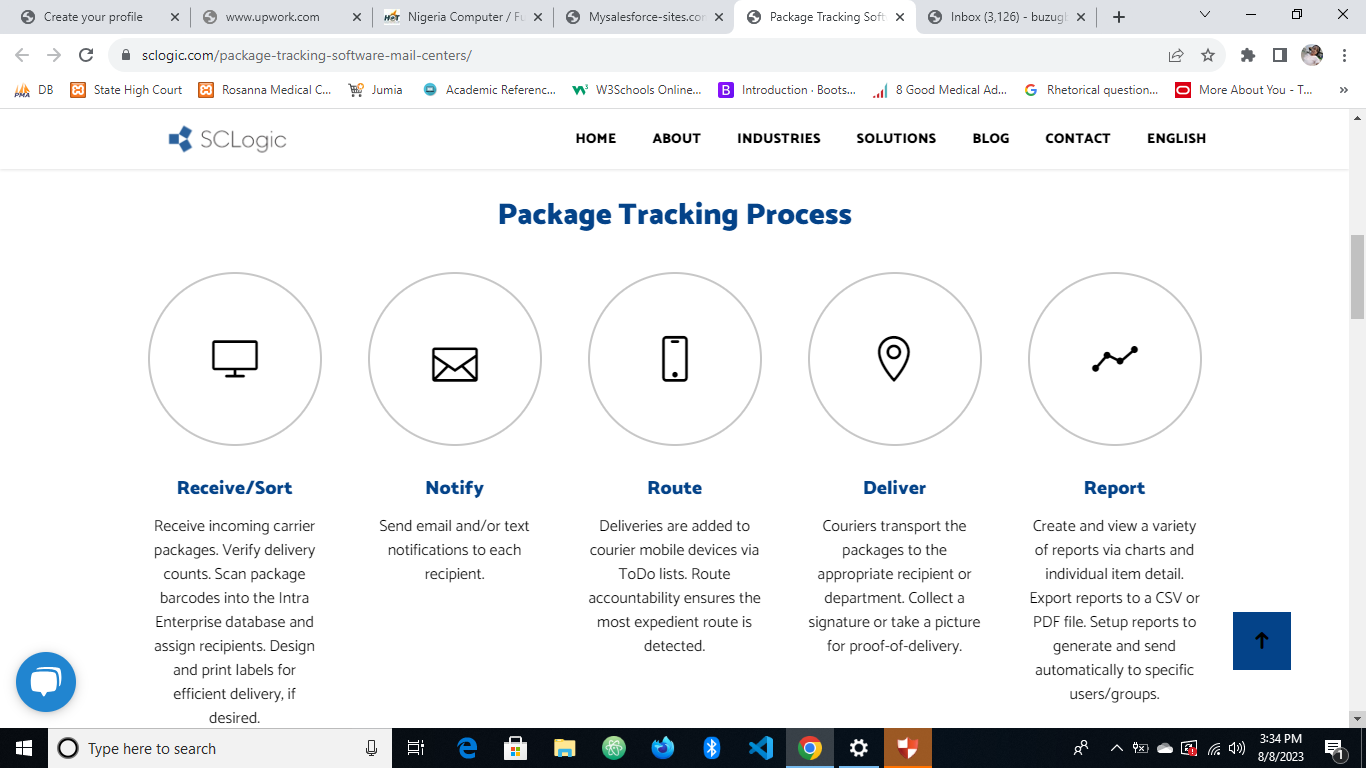 Create your profile
www.upwork.com
Nigeria Computer / Fu
Mysalesforce-sites.com
Package Tracking Soft
Inbox (3,126) - buzugb
sclogic.com/package-tracking-software-mail-centers/
DB
State High Court
Rosanna Medical C...
Jumia
Academic Referenc...
W3Schools Online...
Introduction · Boots...
8 Good Medical Ad...
Rhetorical question...
More About You - T...
SCLogic
HOME
ABOUT
INDUSTRIES
SOLUTIONS
BLOG
CONTACT
ENGLISH
Package Tracking Process
Receive/Sort
Receive incoming carrier
packages. Verify delivery
counts. Scan package
barcodes into the Intra
Enterprise database and
assign recipients. Design
and print labels for
efficient delivery, if
desired.
Notify
Send email and/or text
notifications to each
recipient.
Route
Deliveries are added to
courier mobile devices via
ToDo lists. Route
accountability ensures the
most expedient route is
detected.
Deliver
Couriers transport the
packages to the
appropriate recipient or
department. Collect a
signature or take a picture
for proof-of-delivery.
Report
Create and view a variety
of reports via charts and
individual item detail.
Export reports to a CSV or
PDF file. Setup reports to
generate and send
automatically to specific
users/groups.
Type here to search
3:34 PM
8/8/2023
1